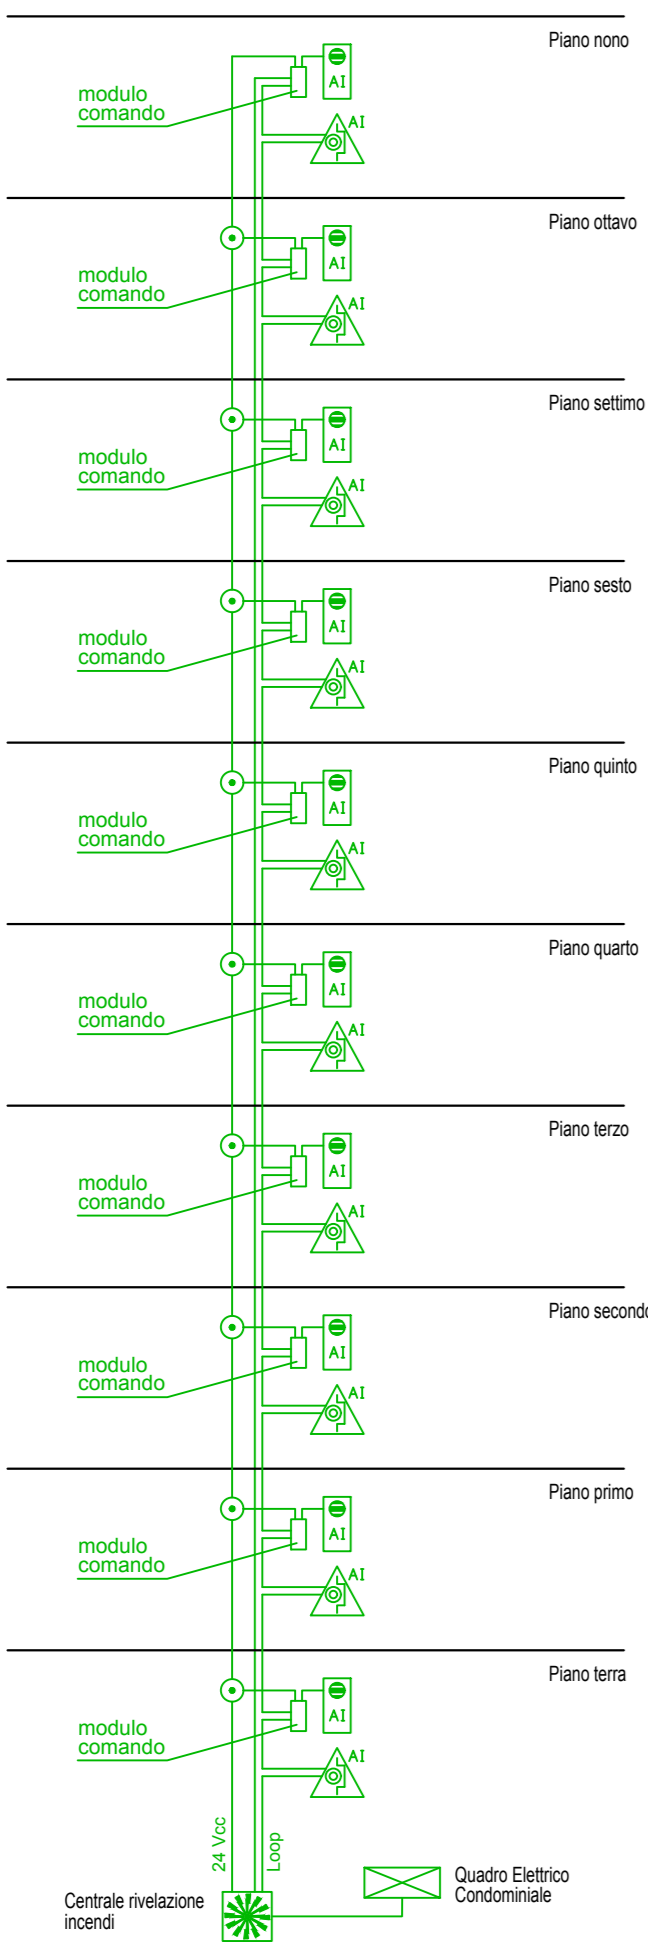 Piano nono
AI
modulo
comando
AI
Piano ottavo
AI
modulo
comando
AI
Piano settimo
AI
modulo
comando
AI
Piano sesto
AI
modulo
comando
AI
Piano quinto
AI
modulo
comando
AI
Piano quarto
AI
modulo
comando
AI
Piano terzo
AI
modulo
comando
AI
Piano secondo
AI
modulo
comando
AI
Piano primo
AI
modulo
comando
AI
Piano terra
AI
modulo
comando
AI
24 Vcc
Loop
Quadro Elettrico
Condominiale
Centrale rivelazione
incendi